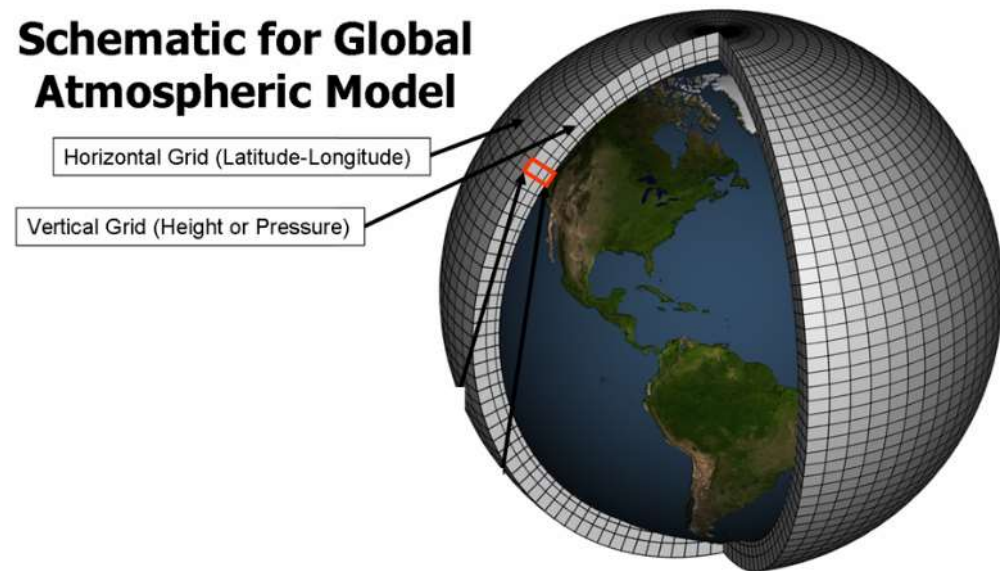 Schematic for Global
Atmospheric Model
Horizontal Grid (Latitude-Longitude)
Vertical Grid (Height or Pressure)